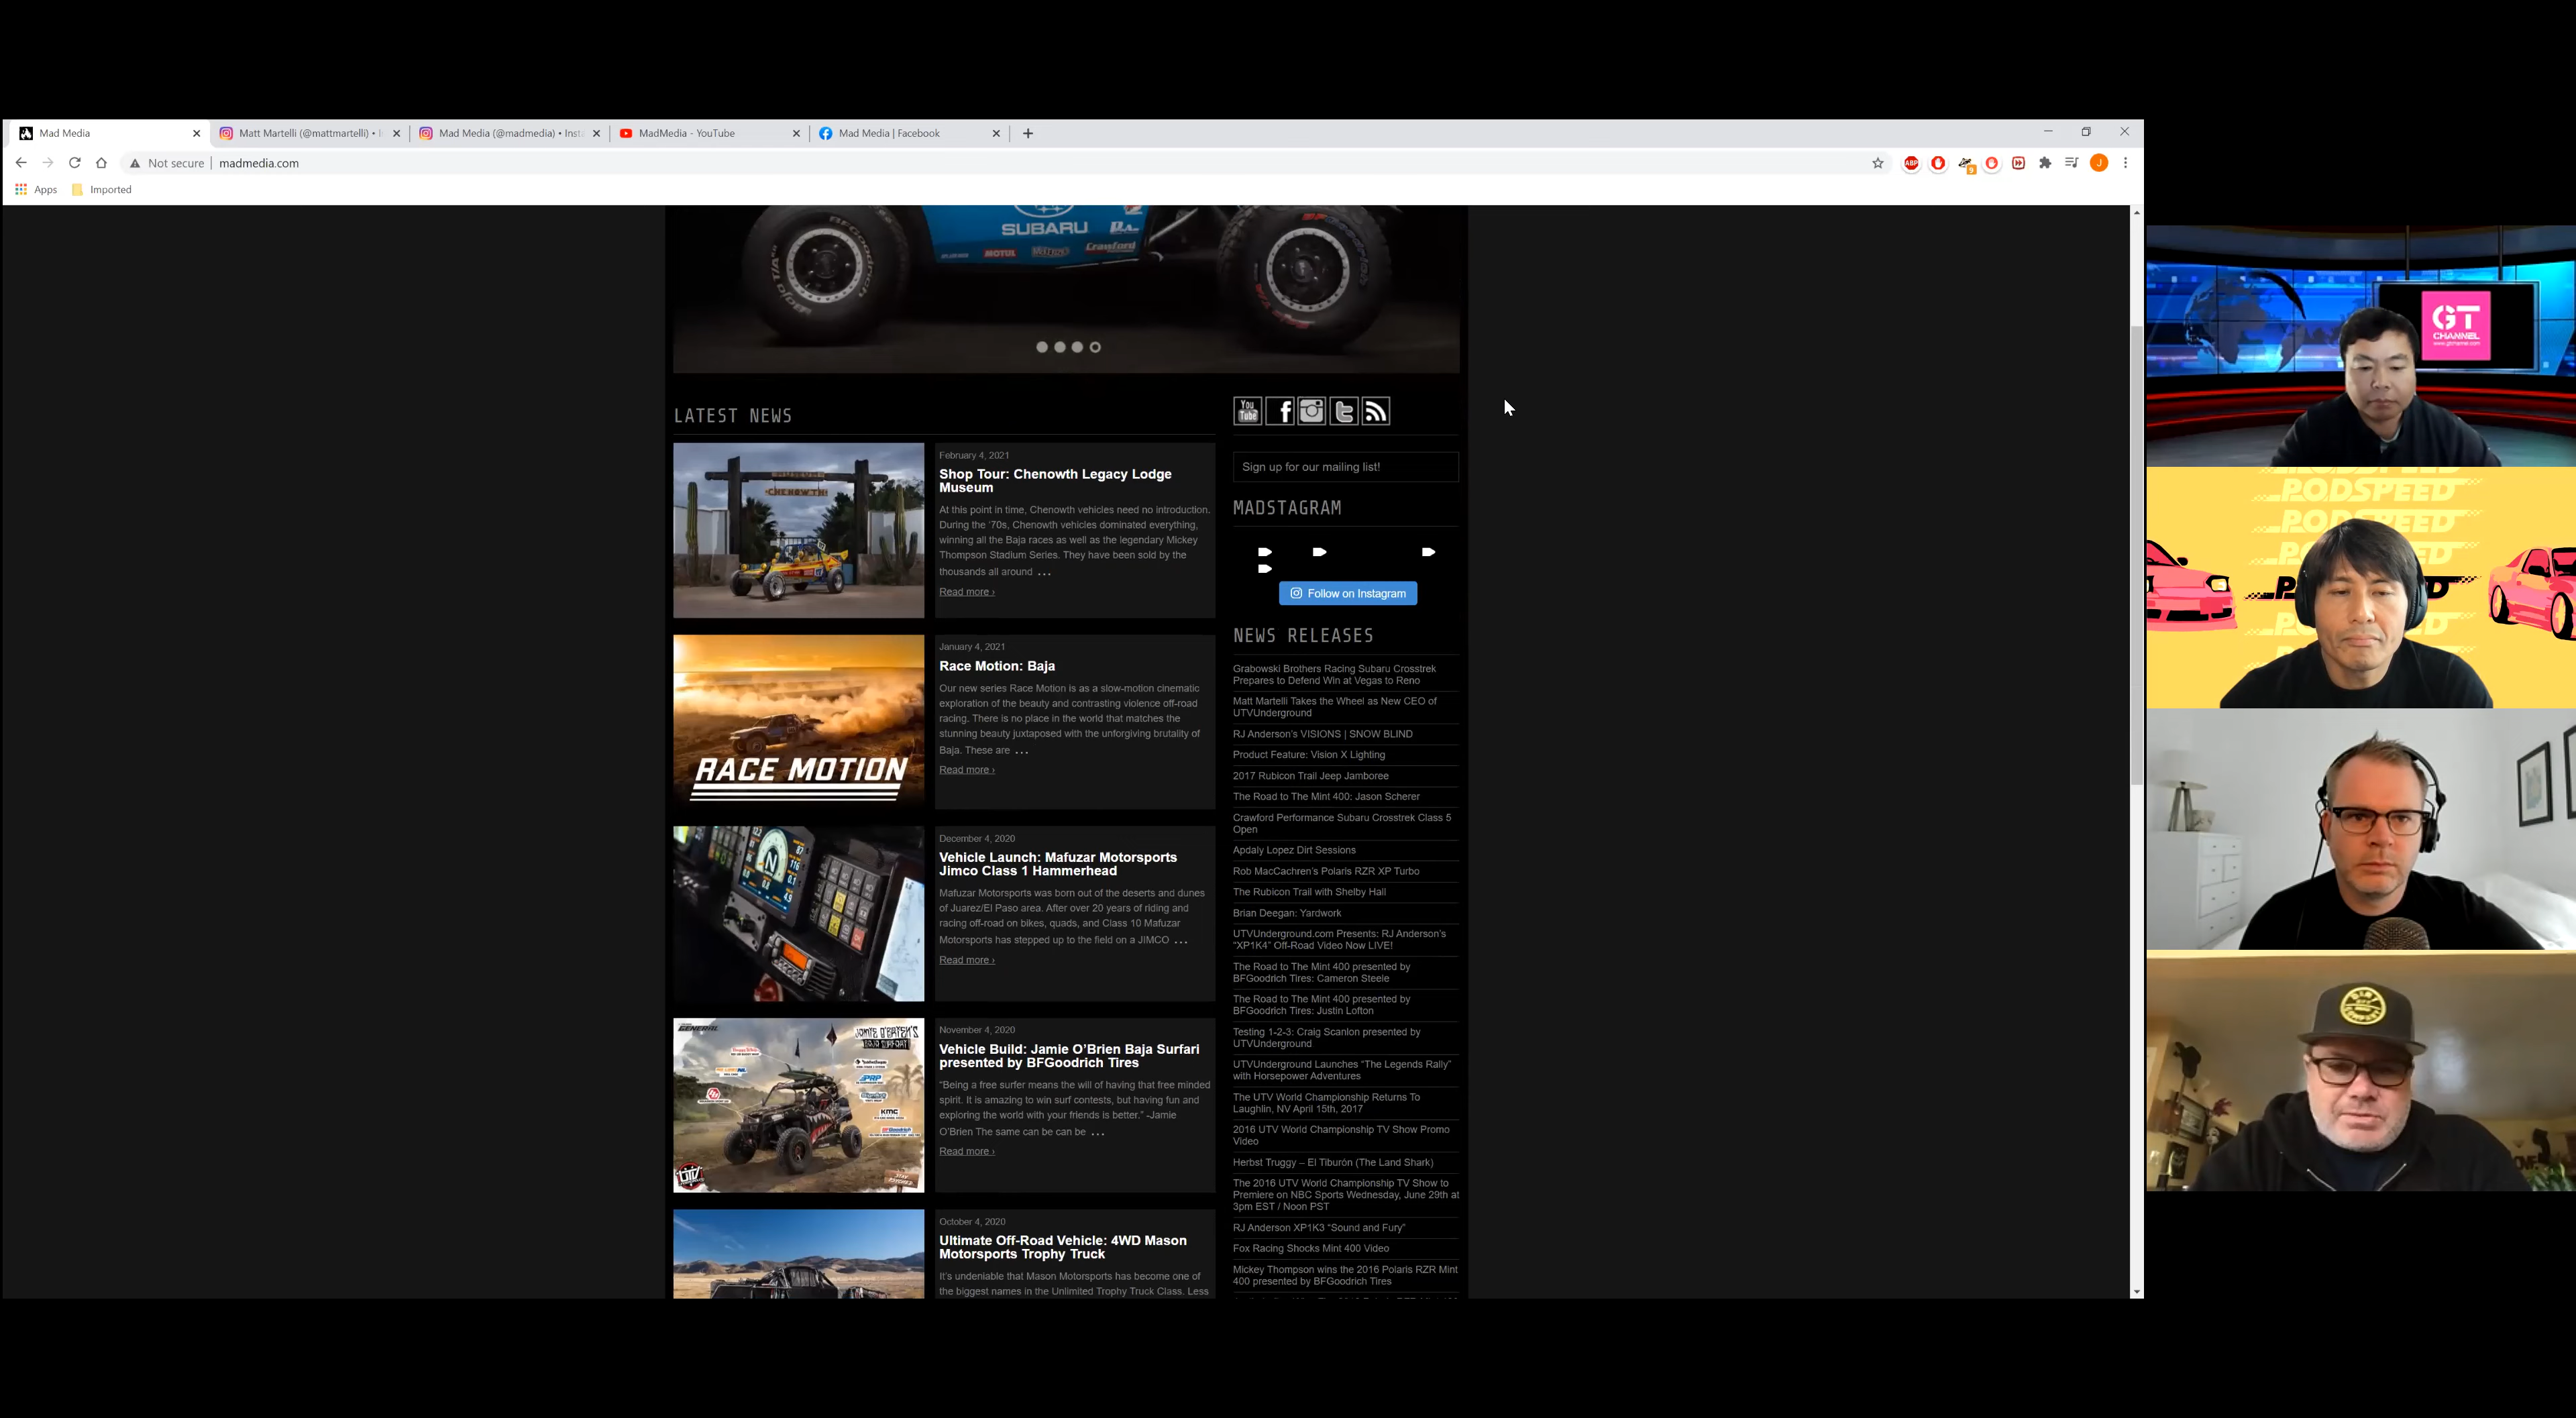 Mad Media
Matt Martelli (@mattmartelli) • I
Mad Media (@madmedia) • Insta
MadMedia - YouTube
Mad Media | Facebook
Not secure | madmedia.com
ABP
9
J
Apps
Imported
SUBARU
MOTUL
Crawford
BFGoodrich
Baja T/A
LATEST NEWS
You
Tube
February 4, 2021
Shop Tour: Chenowth Legacy Lodge
Museum
At this point in time, Chenowth vehicles need no introduction.
During the '70s, Chenowth vehicles dominated everything,
winning all the Baja races as well as the legendary Mickey
Thompson Stadium Series. They have been sold by the
thousands all around ...
Read more ›
CHENOWTH
January 4, 2021
Race Motion: Baja
Our new series Race Motion is as a slow-motion cinematic
exploration of the beauty and contrasting violence off-road
racing. There is no place in the world that matches the
stunning beauty juxtaposed with the unforgiving brutality of
Baja. These are ...
Read more ›
RACE MOTION
December 4, 2020
Vehicle Launch: Mafuzar Motorsports
Jimco Class 1 Hammerhead
Mafuzar Motorsports was born out of the deserts and dunes
of Juarez/El Paso area. After over 20 years of riding and
racing off-road on bikes, quads, and Class 10 Mafuzar
Motorsports has stepped up to the field on a JIMCO ...
Read more ›
N
November 4, 2020
Vehicle Build: Jamie O'Brien Baja Surfari
presented by BFGoodrich Tires
"Being a free surfer means the will of having that free minded
spirit. It is amazing to win surf contests, but having fun and
exploring the world with your friends is better." -Jamie
O'Brien The same can be can be ...
Read more ›
GENERAL
JAMIE O'BRIEN'S
BAJA SURFARI
PRP
KMC
BFGoodrich
UTV
October 4, 2020
Ultimate Off-Road Vehicle: 4WD Mason
Motorsports Trophy Truck
It's undeniable that Mason Motorsports has become one of
the biggest names in the Unlimited Trophy Truck Class. Less
Sign up for our mailing list!
MADSTAGRAM
Follow on Instagram
NEWS RELEASES
Grabowski Brothers Racing Subaru Crosstrek
Prepares to Defend Win at Vegas to Reno
Matt Martelli Takes the Wheel as New CEO of
UTVUnderground
RJ Anderson's VISIONS | SNOW BLIND
Product Feature: Vision X Lighting
2017 Rubicon Trail Jeep Jamboree
The Road to The Mint 400: Jason Scherer
Crawford Performance Subaru Crosstrek Class 5
Open
Apdaly Lopez Dirt Sessions
Rob MacCachren's Polaris RZR XP Turbo
The Rubicon Trail with Shelby Hall
Brian Deegan: Yardwork
UTVUnderground.com Presents: RJ Anderson's
"XP1K4" Off-Road Video Now LIVE!
The Road to The Mint 400 presented by
BFGoodrich Tires: Cameron Steele
The Road to The Mint 400 presented by
BFGoodrich Tires: Justin Lofton
Testing 1-2-3: Craig Scanlon presented by
UTVUnderground
UTVUnderground Launches "The Legends Rally"
with Horsepower Adventures
The UTV World Championship Returns To
Laughlin, NV April 15th, 2017
2016 UTV World Championship TV Show Promo
Video
Herbst Truggy – El Tiburón (The Land Shark)
The 2016 UTV World Championship TV Show to
Premiere on NBC Sports Wednesday, June 29th at
3pm EST / Noon PST
RJ Anderson XP1K3 "Sound and Fury"
Fox Racing Shocks Mint 400 Video
Mickey Thompson wins the 2016 Polaris RZR Mint
400 presented by BFGoodrich Tires
GT
CHANNEL
www.gtchannel.com
PODSPEED
PODSPEED